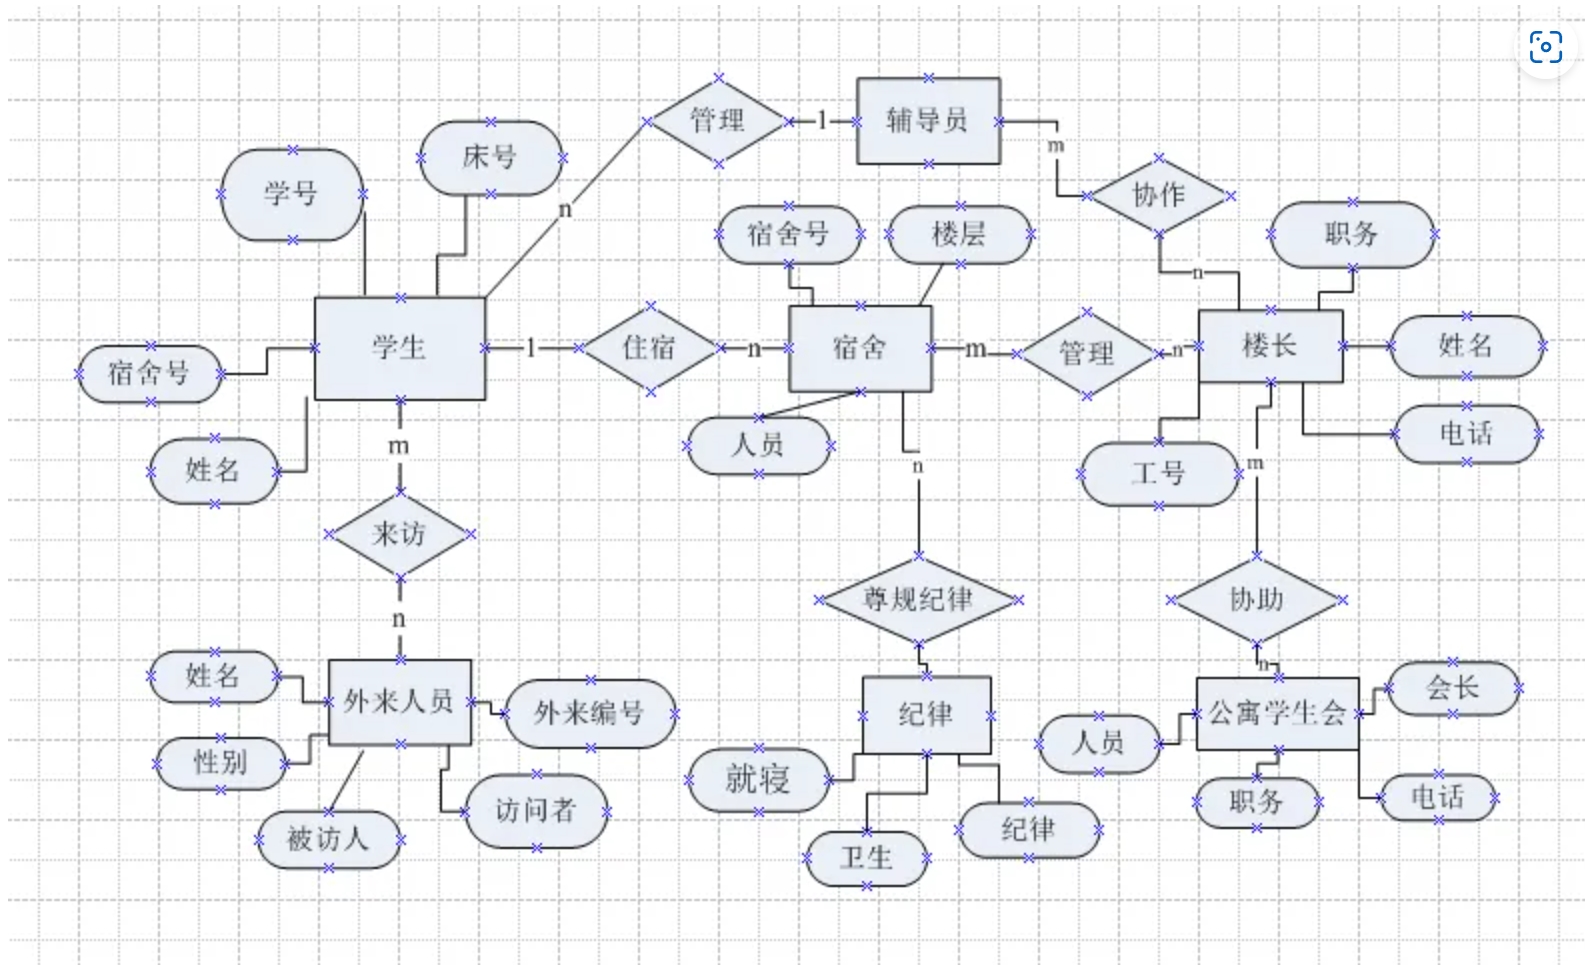 管理
1
辅导员
m
床号
学号
协作
n
宿舍号
楼层
职务
n
学生
1
住宿
n
宿舍
m
管理
n
楼长
姓名
宿舍号
人员
电话
m
姓名
n
m
工号
来访
n
尊规纪律
协助
n
姓名
外来人员
外来编号
纪律
公寓学生会
会长
人员
性别
就寝
访问者
职务
电话
被访人
卫生
纪律